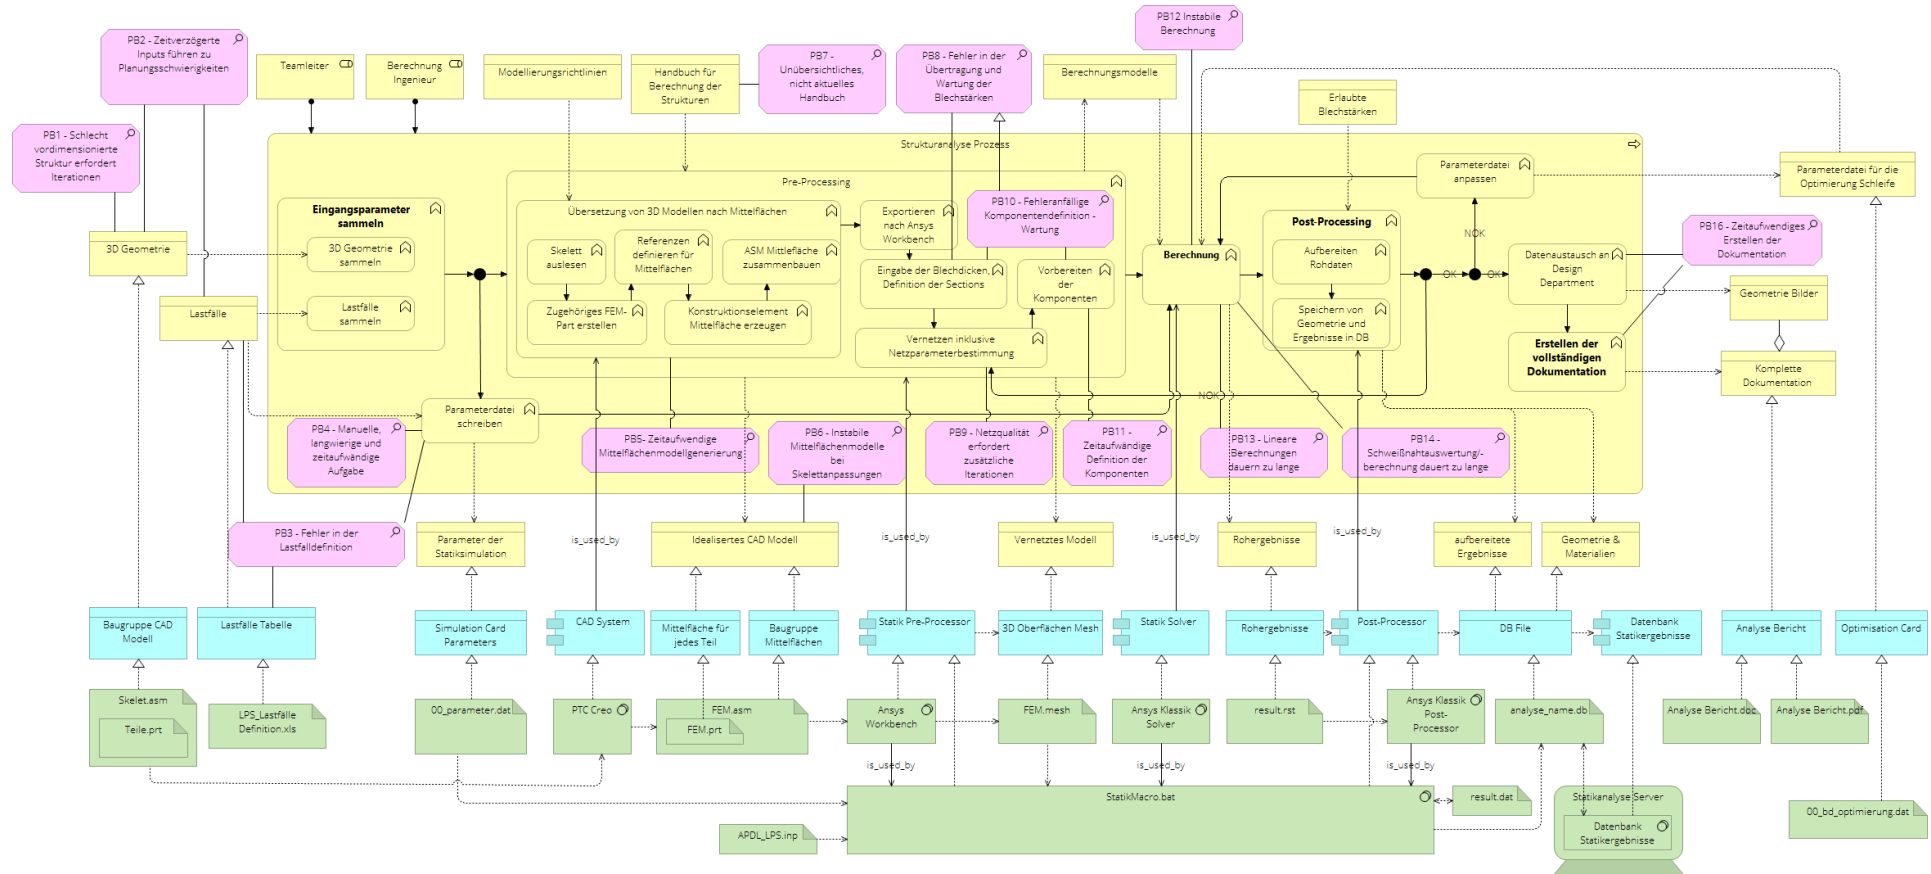 PB12 Instabile
Berechnung
PB2 - Zeitverzögerte
Inputs führen zu
Planungsschwierigkeiten
Teamleiter
Berechnung
Ingenieur
Modellierungsrichtlinien
Handbuch für
Berechnung der
Strukturen
PB7 -
Unübersichtliches,
nicht aktuelles
Handbuch
PB8 - Fehler in der
Übertragung und
Wartung der
Blechstärken
Berechnungsmodelle
Erlaubte
Blechstärken
PB1 - Schlecht
vordimensionierte
Struktur erfordert
Iterationen
Strukturanalyse Prozess
Parameterdatei
anpassen
Parameterdatei für die
Optimierung Schleife
Pre-Processing
Eingangsparameter
sammeln
Übersetzung von 3D Modellen nach Mittelflächen
Exportieren
nach Ansys
Workbench
PB10 - Fehleranfällige
Komponentendefinition -
Wartung
Post-Processing
NOK
PB16 - Zeitaufwendiges
Erstellen der
Dokumentation
3D Geometrie
3D Geometrie
sammeln
Skelett
auslesen
Referenzen
definieren für
Mittelflächen
ASM Mittlefläche
zusammenbauen
Eingabe der Blechdicken,
Definition der Sections
Vorbereiten
der
Komponenten
Berechnung
Aufbereiten
Rohdaten
OK
OK
Datenaustausch an
Design
Department
Geometrie Bilder
Lastfälle
Lastfälle
sammeln
Zugehöriges FEM-
Part erstellen
Konstruktionselement
Mittelfläche erzeugen
Vernetzen inklusive
Netzparameterbestimmung
Speichern von
Geometrie und
Ergebnisse in DB
Erstellen der
vollständigen
Dokumentation
Komplette
Dokumentation
NOK
Parameterdatei
schreiben
PB4 - Manuelle,
langwierige und
zeitaufwändige
Aufgabe
PB5- Zeitaufwendige
Mittelflächenmodellgenerierung
PB6 - Instabile
Mittelflächenmodelle
bei
Skelettanpassungen
PB9 - Netzqualität
erfordert
zusätzliche
Iterationen
PB11 -
Zeitaufwändige
Definition der
Komponenten
PB13 - Lineare
Berechnungen
dauern zu lange
PB14 -
Schweißnahtauswertung/-
berechnung dauert zu lange
PB3 - Fehler in der
Lastfalldefinition
Parameter der
Statiksimulation
is_used_by
Idealisertes CAD Modell
is_used_by
Vernetztes Modell
is_used_by
Rohergebnisse
is_used_by
aufbereitete
Ergebnisse
Geometrie &
Materialien
Baugruppe CAD
Modell
Lastfälle Tabelle
Simulation Card
Parameters
CAD System
Mittelfläche für
jedes Teil
Baugruppe
Mittelflächen
Statik Pre-Processor
3D Oberflächen Mesh
Statik Solver
Rohergebnisse
Post-Processor
DB File
Datenbank
Statikergebnisse
Analyse Bericht
Optimisation Card
Skelet.asm
Teile.prt
LPS_Lastfälle
Definition.xls
00_parameter.dat
PTC Creo
FEM.asm
FEM.prt
Ansys
Workbench
FEM.mesh
Ansys Klassik
Solver
result.rst
Ansys Klassik
Post-
Processor
analyse_name.db
Analyse Bericht.doc
Analyse Bericht.pdf
is_used_by
is_used_by
is_used_by
StatikMacro.bat
result.dat
Statikanalyse Server
Datenbank
Statikergebnisse
00_bd_optimierung.dat
APDL_LPS.inp